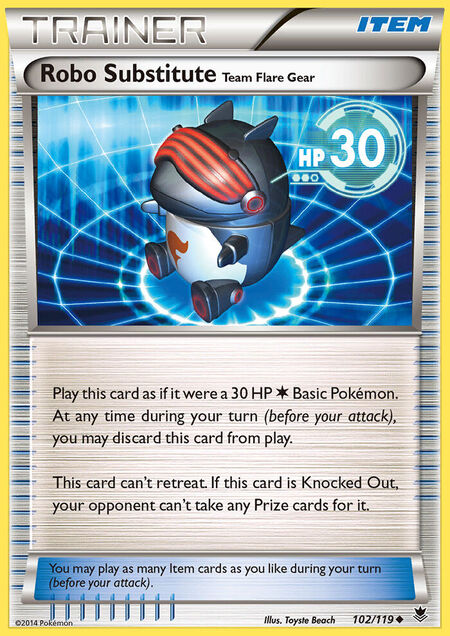 TRAINER
ITEM
Robo Substitute Team Flare Gear
HP 30
Play this card as if it were a 30 HP Basic Pokémon.
At any time during your turn (before your attack),
you may discard this card from play.
This card can't retreat. If this card is Knocked Out,
your opponent can't take any Prize cards for it.
You may play as many Item cards as you like during your turn
(before your attack).
©2014 Pokémon
Illus. Toyste Beach
102/119